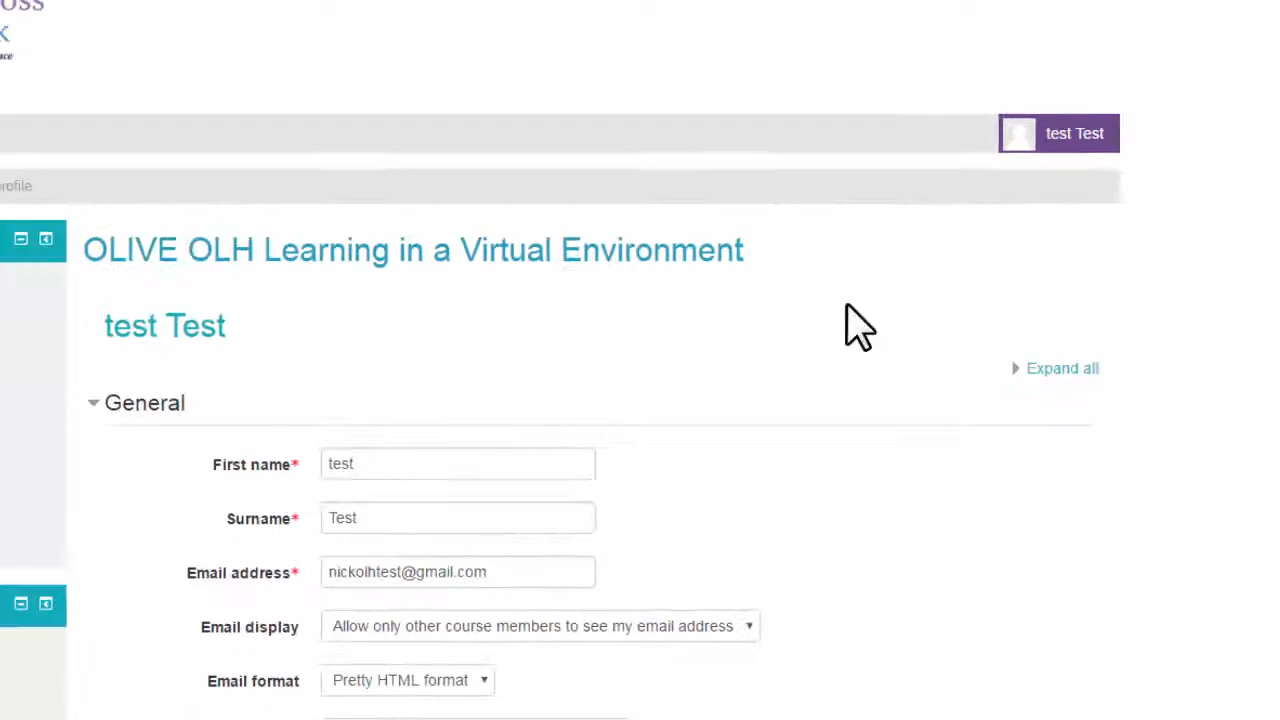 test Test
OLIVE OLH Learning in a Virtual Environment
test Test
Expand all
General
First name*
test
Surname*
Test
Email address*
nickolhtest@gmail.com
Email display
Allow only other course members to see my email address
Email format
Pretty HTML format